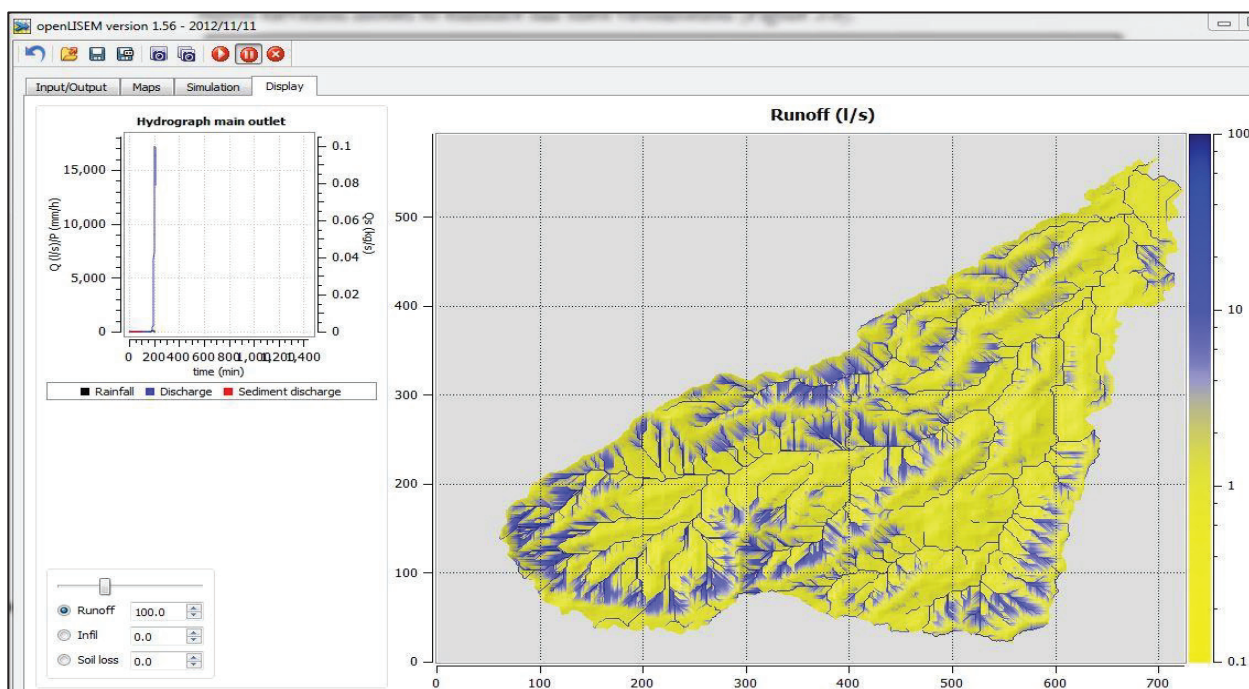 openLISEM version 1.56 - 2012/11/11
Input/Output Maps Simulation Display
Hydrograph main outlet
Q (l/s)/P (mm/h)
15,000
10,000
5,000
0
Qs (kg/s)
0.1
0.08
0.06
0.04
0.02
0
0 200 400 600 800 1,000 1,200 1,400
time (min)
Rainfall Discharge Sediment discharge
Runoff 100.0
Infil 0.0
Soil loss 0.0
Runoff (l/s)
500
400
300
200
100
0
0 100 200 300 400 500 600 700
100
10
1
0.1